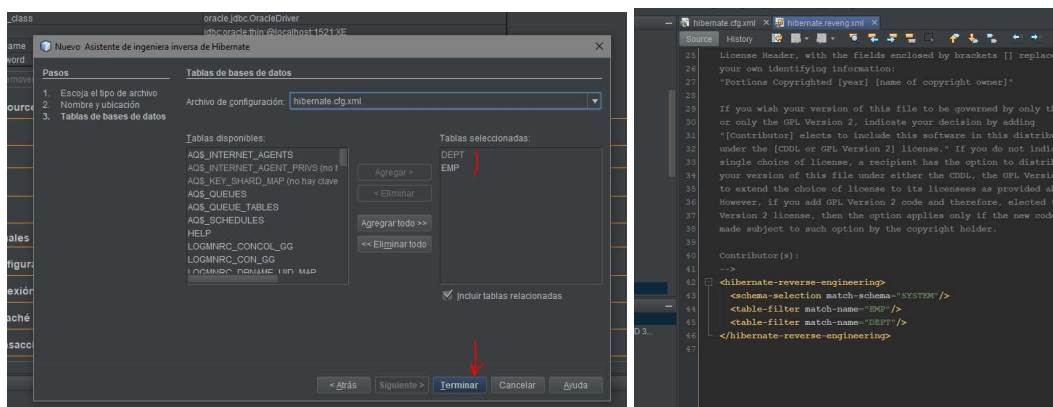 _class
oracle.jdbc.OracleDriver
jdbc:oracle:thin:@localhost:1521:XE
ame
word
Nuevo Asistente de ingeniera inversa de Hibernate
Pasos
1. Escoja el tipo de archivo
2. Nombre y ubicación
3. Tablas de bases de datos
Tablas de bases de datos
Archivo de configuración: hibernate.cfg.xml
Tablas disponibles:
AQ$_INTERNET_AGENTS
AQ$_INTERNET_AGENT_PRIVS (no h
AQ$_KEY_SHARD_MAP (no hay clave
AQ$_QUEUES
AQ$_QUEUE_TABLES
AQ$_SCHEDULES
HELP
LOGMNRC_CONCOL_GG
LOGMNRC_CON_GG
LOGMNRC_DBNAME_UID_MAP
Agregar >
< Eliminar
Agregrar todo >>
<< Eliminar todo
Tablas seleccionadas:
DEPT
EMP
Incluir tablas relacionadas
< Atrás
Siguiente >
Terminar
Cancelar
Ayuda
hibernate.cfg.xml
hibernate.reveng.xml
Source
History
25 License Header, with the fields enclosed by brackets [] replac
26 your own identifying information:
27 "Portions Copyrighted [year] [name of copyright owner]"
28
29 If you wish your version of this file to be governed by only th
30 or only the GPL Version 2, indicate your decision by adding
31 "[Contributor] elects to include this software in this distrib
32 under the [CDDL or GPL Version 2] license." If you do not indi
33 single choice of license, a recipient has the option to distri
34 your version of this file under either the CDDL, the GPL Versi
35 to extend the choice of license to its licensees as provided a
36 However, if you add GPL Version 2 code and therefore, elected
37 Version 2 license, then the option applies only if the new code
38 made subject to such option by the copyright holder.
39
40 Contributor(s):
41 -->
42 <hibernate-reverse-engineering>
43 <schema-selection match-schema="SYSTEM"/>
44 <table-filter match-name="EMP"/>
45 <table-filter match-name="DEPT"/>
46 </hibernate-reverse-engineering>
47